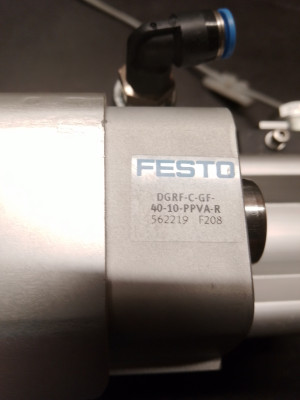 FESTO
DGRF-C-GF-
40-10-PPVA-R
562219 F208